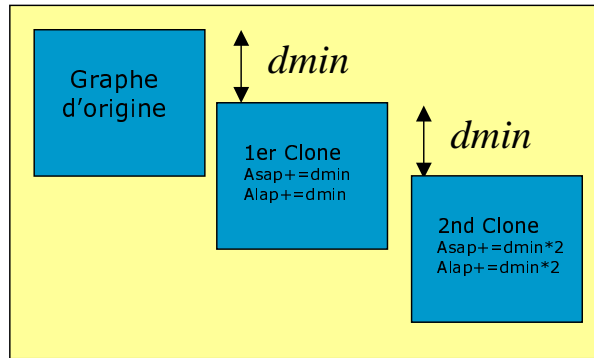 Graphe
d'origine
dmin
1er Clone
Asap+=dmin
Alap+=dmin
dmin
2nd Clone
Asap+=dmin*2
Alap+=dmin*2